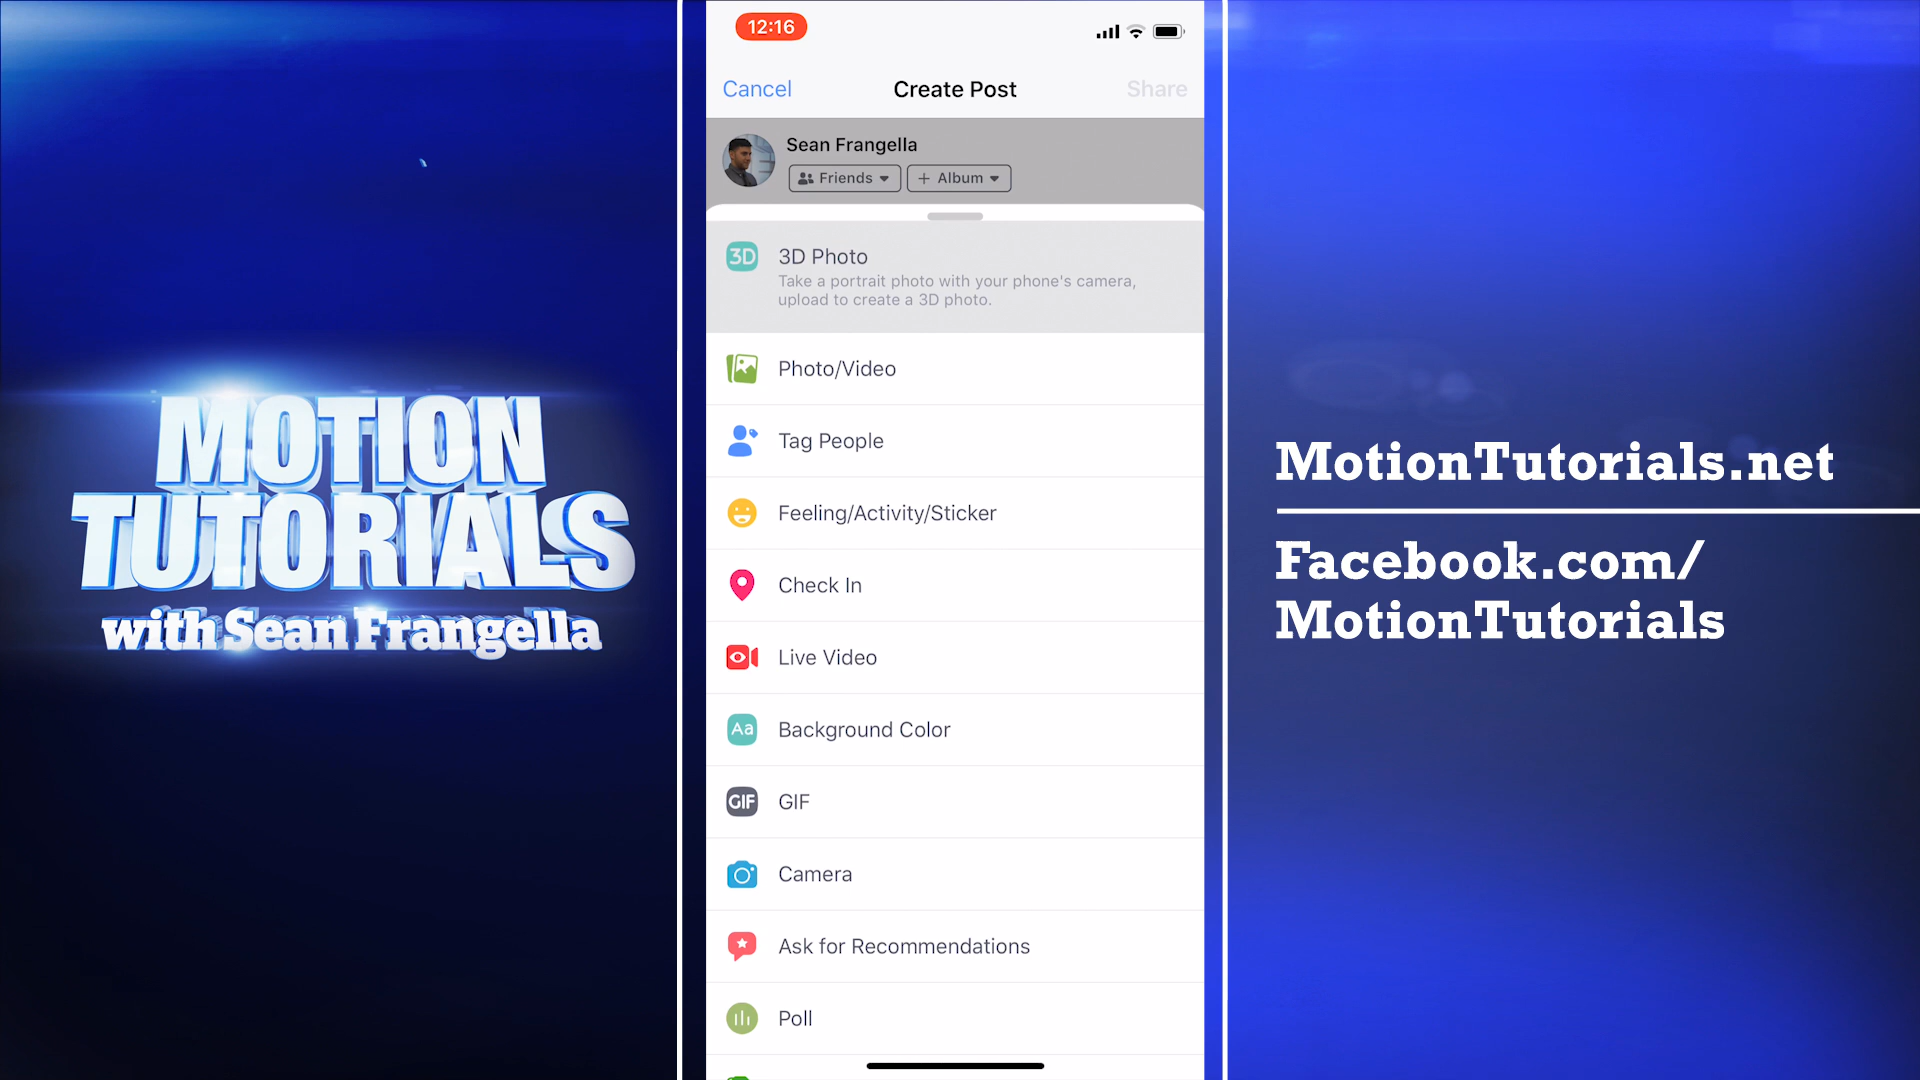 MOTION
TUTORIALS
with Sean Frangella
12:16
Cancel
Create Post
Share
Sean Frangella
Friends
+ Album
3D
3D Photo
Take a portrait photo with your phone's camera,
upload to create a 3D photo.
Photo/Video
Tag People
Feeling/Activity/Sticker
Check In
Live Video
Aa
Background Color
GIF
GIF
Camera
Ask for Recommendations
Poll
MotionTutorials.net
Facebook.com/
MotionTutorials